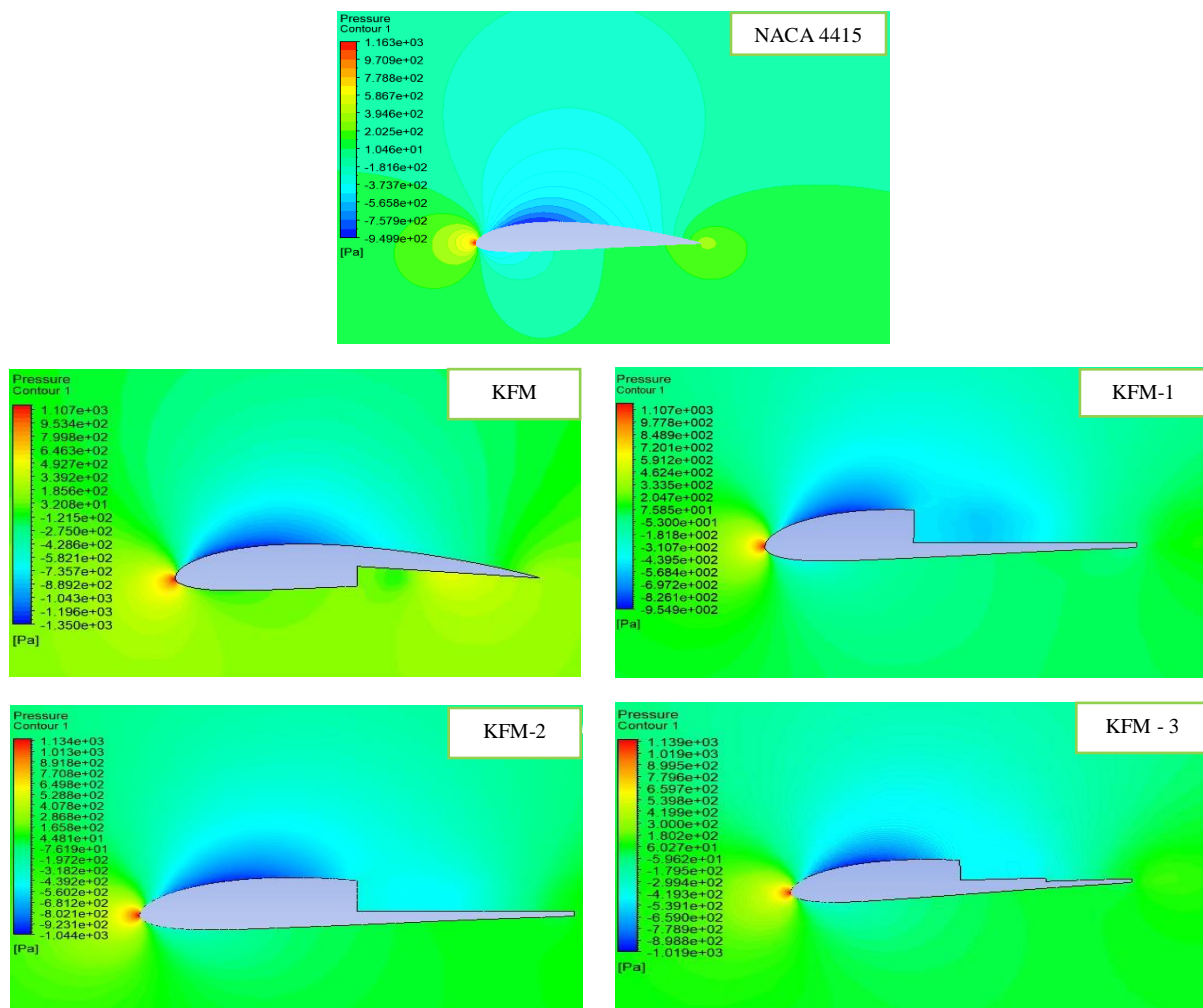 Pressure
Contour 1
NACA 4415
1.163e+03
9.709e+02
7.788e+02
5.867e+02
3.946e+02
2.025e+02
1.046e+01
-1.816e+02
-3.737e+02
-5.658e+02
-7.579e+02
-9.499e+02
[Pa]
Pressure
Contour 1
KFM
1.107e+03
9.534e+02
7.998e+02
6.463e+02
4.927e+02
3.392e+02
1.856e+02
3.208e+01
-1.215e+02
-2.750e+02
-4.286e+02
-5.821e+02
-7.357e+02
-8.892e+02
-1.043e+03
-1.196e+03
-1.350e+03
[Pa]
Pressure
Contour 1
KFM-1
1.107e+003
9.778e+002
8.489e+002
7.201e+002
5.912e+002
4.624e+002
3.335e+002
2.047e+002
7.585e+001
-5.300e+001
-1.818e+002
-3.107e+002
-4.395e+002
-5.684e+002
-6.972e+002
-8.261e+002
-9.549e+002
[Pa]
Pressure
Contour 1
KFM-2
1.134e+03
1.013e+03
8.918e+02
7.708e+02
6.498e+02
5.288e+02
4.078e+02
2.868e+02
1.658e+02
4.481e+01
-7.619e+01
-1.972e+02
-3.182e+02
-4.392e+02
-5.602e+02
-6.812e+02
-8.021e+02
-9.231e+02
-1.044e+03
[Pa]
Pressure
Contour 1
KFM - 3
1.139e+03
1.019e+03
8.995e+02
7.796e+02
6.597e+02
5.398e+02
4.199e+02
3.000e+02
1.802e+02
6.027e+01
-5.962e+01
-1.795e+02
-2.994e+02
-4.193e+02
-5.391e+02
-6.590e+02
-7.789e+02
-8.988e+02
-1.019e+03
[Pa]